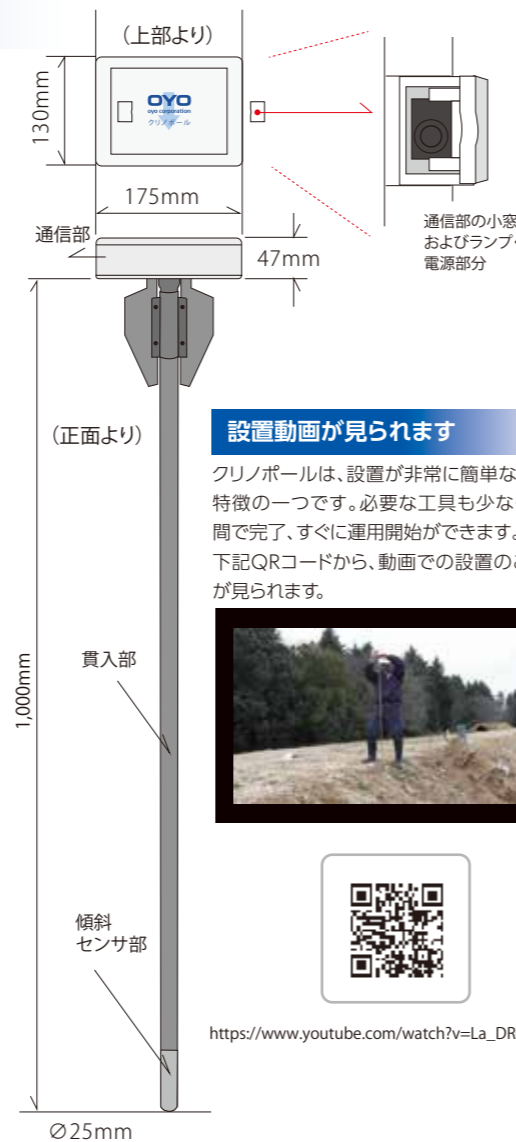 (上部より)
130mm
OYO
oyo corporation
クリノポール
175mm
通信部の小窓
およびランプ
電源部分
通信部
47mm
(正面より)
設置動画が見られます
クリノポールは、設置が非常に簡単な
特徴の一つです。必要な工具も少な
間で完了、すぐに運用開始ができます。
下記QRコードから、動画での設置の
が見られます。
1,000mm
貫入部
傾斜
センサ部
https://www.youtube.com/watch?v=La_DR
∅25mm